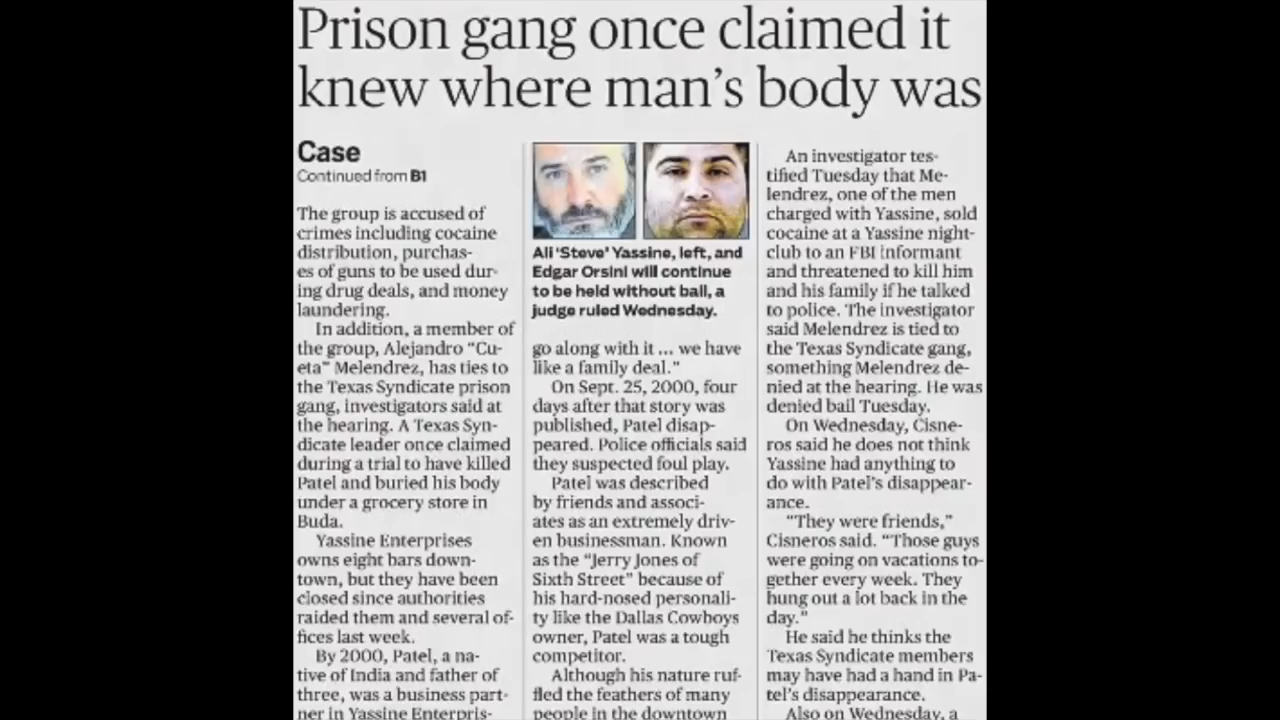 Prison gang once claimed it
knew where man's body was
Case
Continued from B1
The group is accused of
crimes including cocaine
distribution, purchas-
es of guns to be used dur-
ing drug deals, and money
laundering.
In addition, a member of
the group, Alejandro "Cu-
eta" Melendrez, has ties to
the Texas Syndicate prison
gang, investigators said at
the hearing. A Texas Syn-
dicate leader once claimed
during a trial to have killed
Patel and buried his body
under a grocery store in
Buda.
Yassine Enterprises
owns eight bars down-
town, but they have been
closed since authorities
raided them and several of-
fices last week.
By 2000, Patel, a na-
tive of India and father of
three, was a business part-
ner in Yassine Enterpris-
Ali 'Steve' Yassine, left, and
Edgar Orsini will continue
to be held without bail, a
judge ruled Wednesday.
go along with it ... we have
like a family deal."
On Sept. 25, 2000, four
days after that story was
published, Patel disap-
peared. Police officials said
they suspected foul play.
Patel was described
by friends and associ-
ates as an extremely driv-
en businessman. Known
as the "Jerry Jones of
Sixth Street" because of
his hard-nosed personali-
ty like the Dallas Cowboys
owner, Patel was a tough
competitor.
Although his nature ruf-
fled the feathers of many
people in the downtown
An investigator tes-
tified Tuesday that Me-
lendrez, one of the men
charged with Yassine, sold
cocaine at a Yassine night-
club to an FBI informant
and threatened to kill him
and his family if he talked
to police. The investigator
said Melendrez is tied to
the Texas Syndicate gang,
something Melendrez de-
nied at the hearing. He was
denied bail Tuesday.
On Wednesday, Cisne-
ros said he does not think
Yassine had anything to
do with Patel's disappear-
ance.
"They were friends,"
Cisneros said. "Those guys
were going on vacations to-
gether every week. They
hung out a lot back in the
day."
He said he thinks the
Texas Syndicate members
may have had a hand in Pa-
tel's disappearance.
Also on Wednesday, a